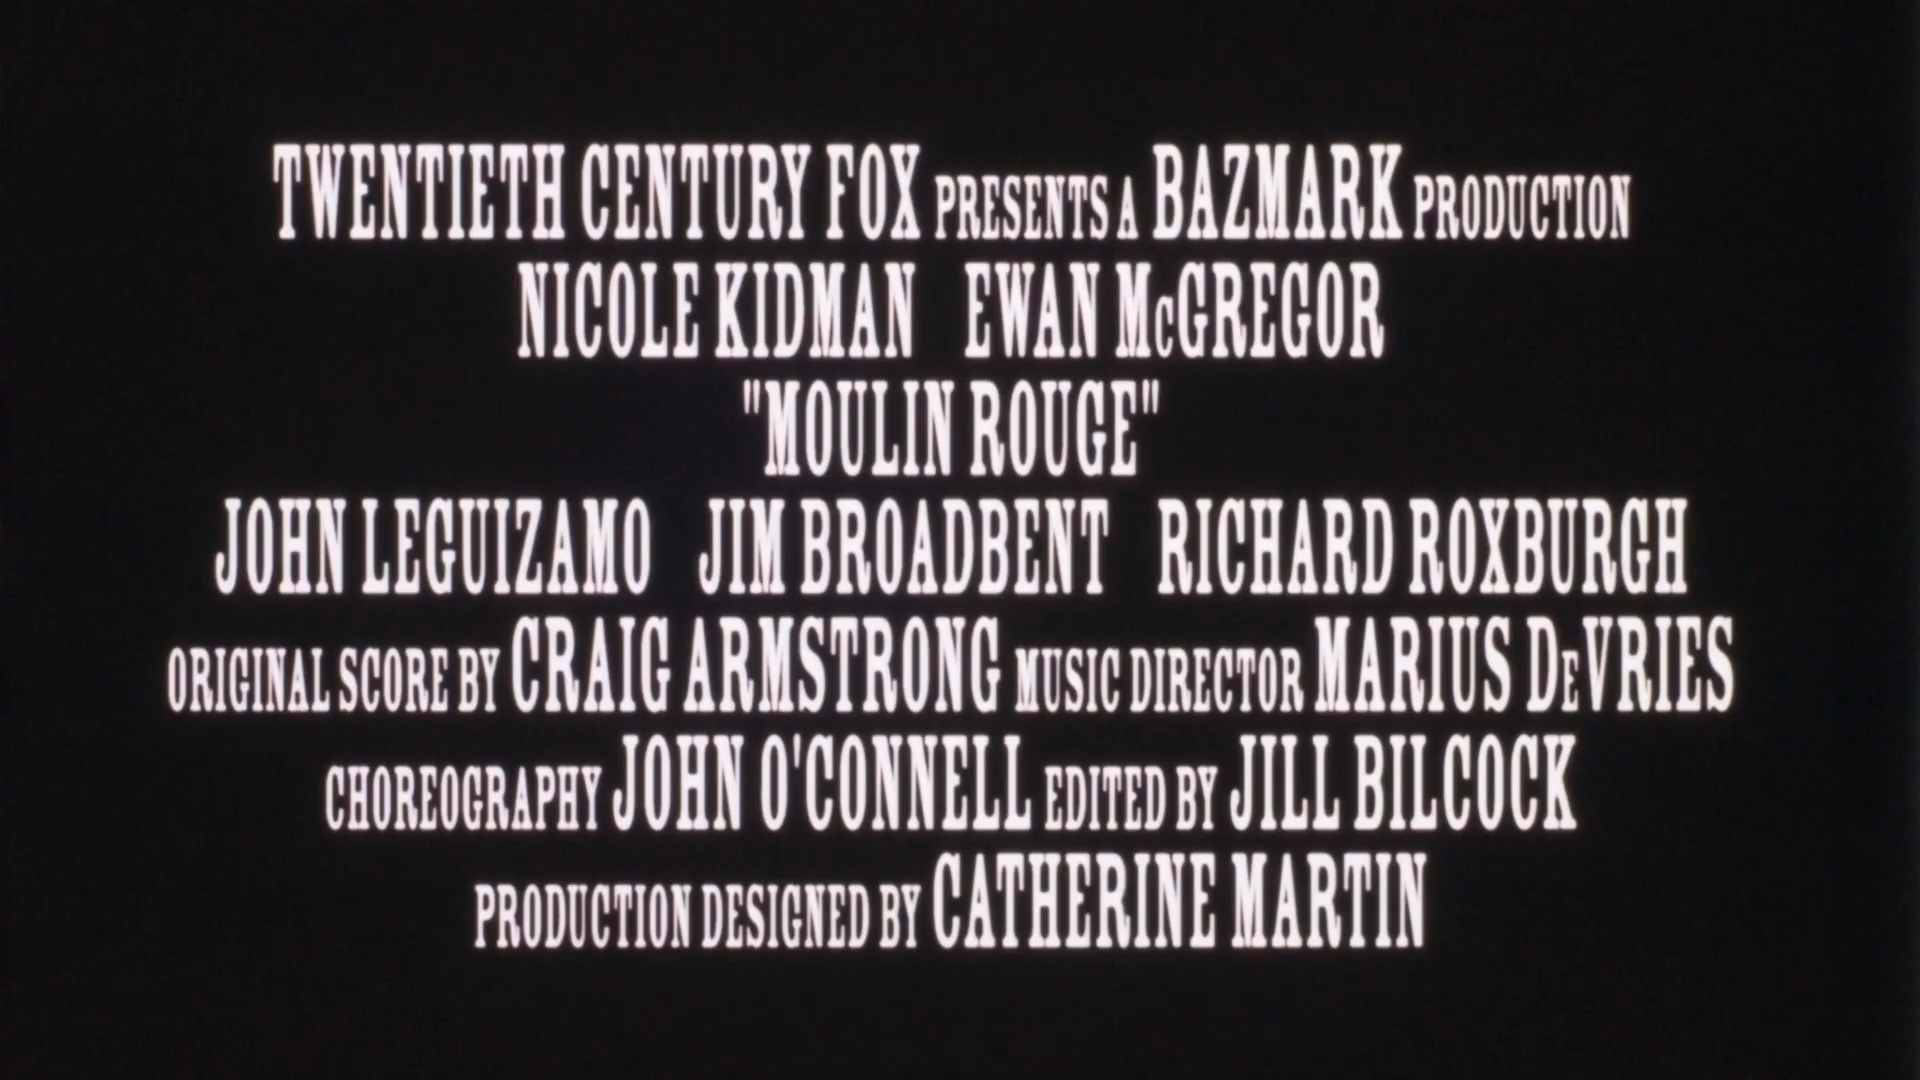 TWENTIETH CENTURY FOX PRESENTS A BAZMARK PRODUCTION
NICOLE KIDMAN EWAN McGREGOR
"MOULIN ROUGE"
JOHN LEGUIZAMO JIM BROADBENT RICHARD ROXBURGH
ORIGINAL SCORE BY CRAIG ARMSTRONG MUSIC DIRECTOR MARIUS DeVRIES
CHOREOGRAPHY JOHN O'CONNELL EDITED BY JILL BILCOCK
PRODUCTION DESIGNED BY CATHERINE MARTIN